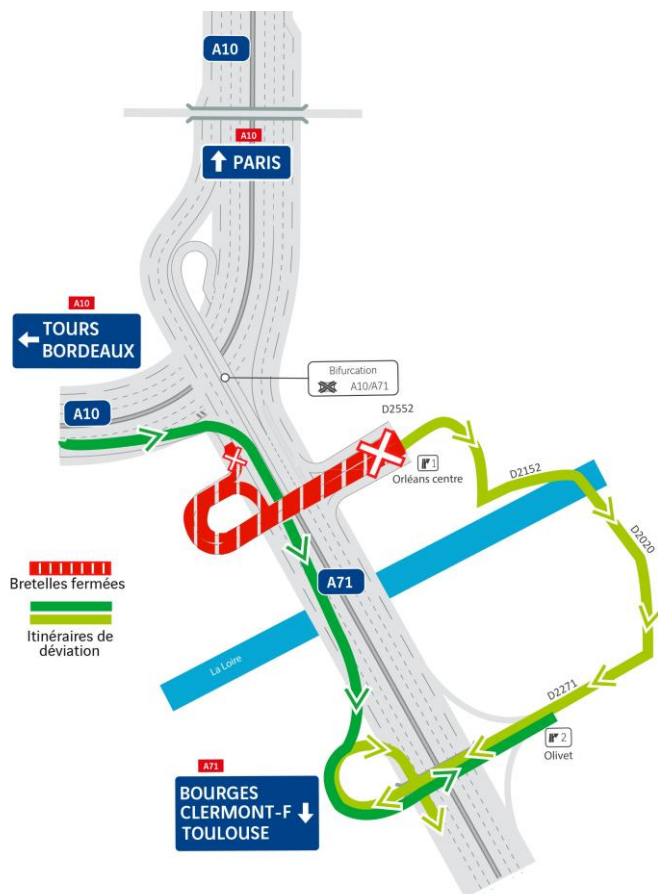 A10
A10
↑ PARIS
A10
← TOURS
BORDEAUX
Bifurcation
A10/A71
A10
D2552
1
Orléans centre
D2152
D2020
Bretelles fermées
A71
Itinéraires de
déviation
La Loire
D2271
2
Olivet
A71
BOURGES
CLERMONT-F ↓
TOULOUSE